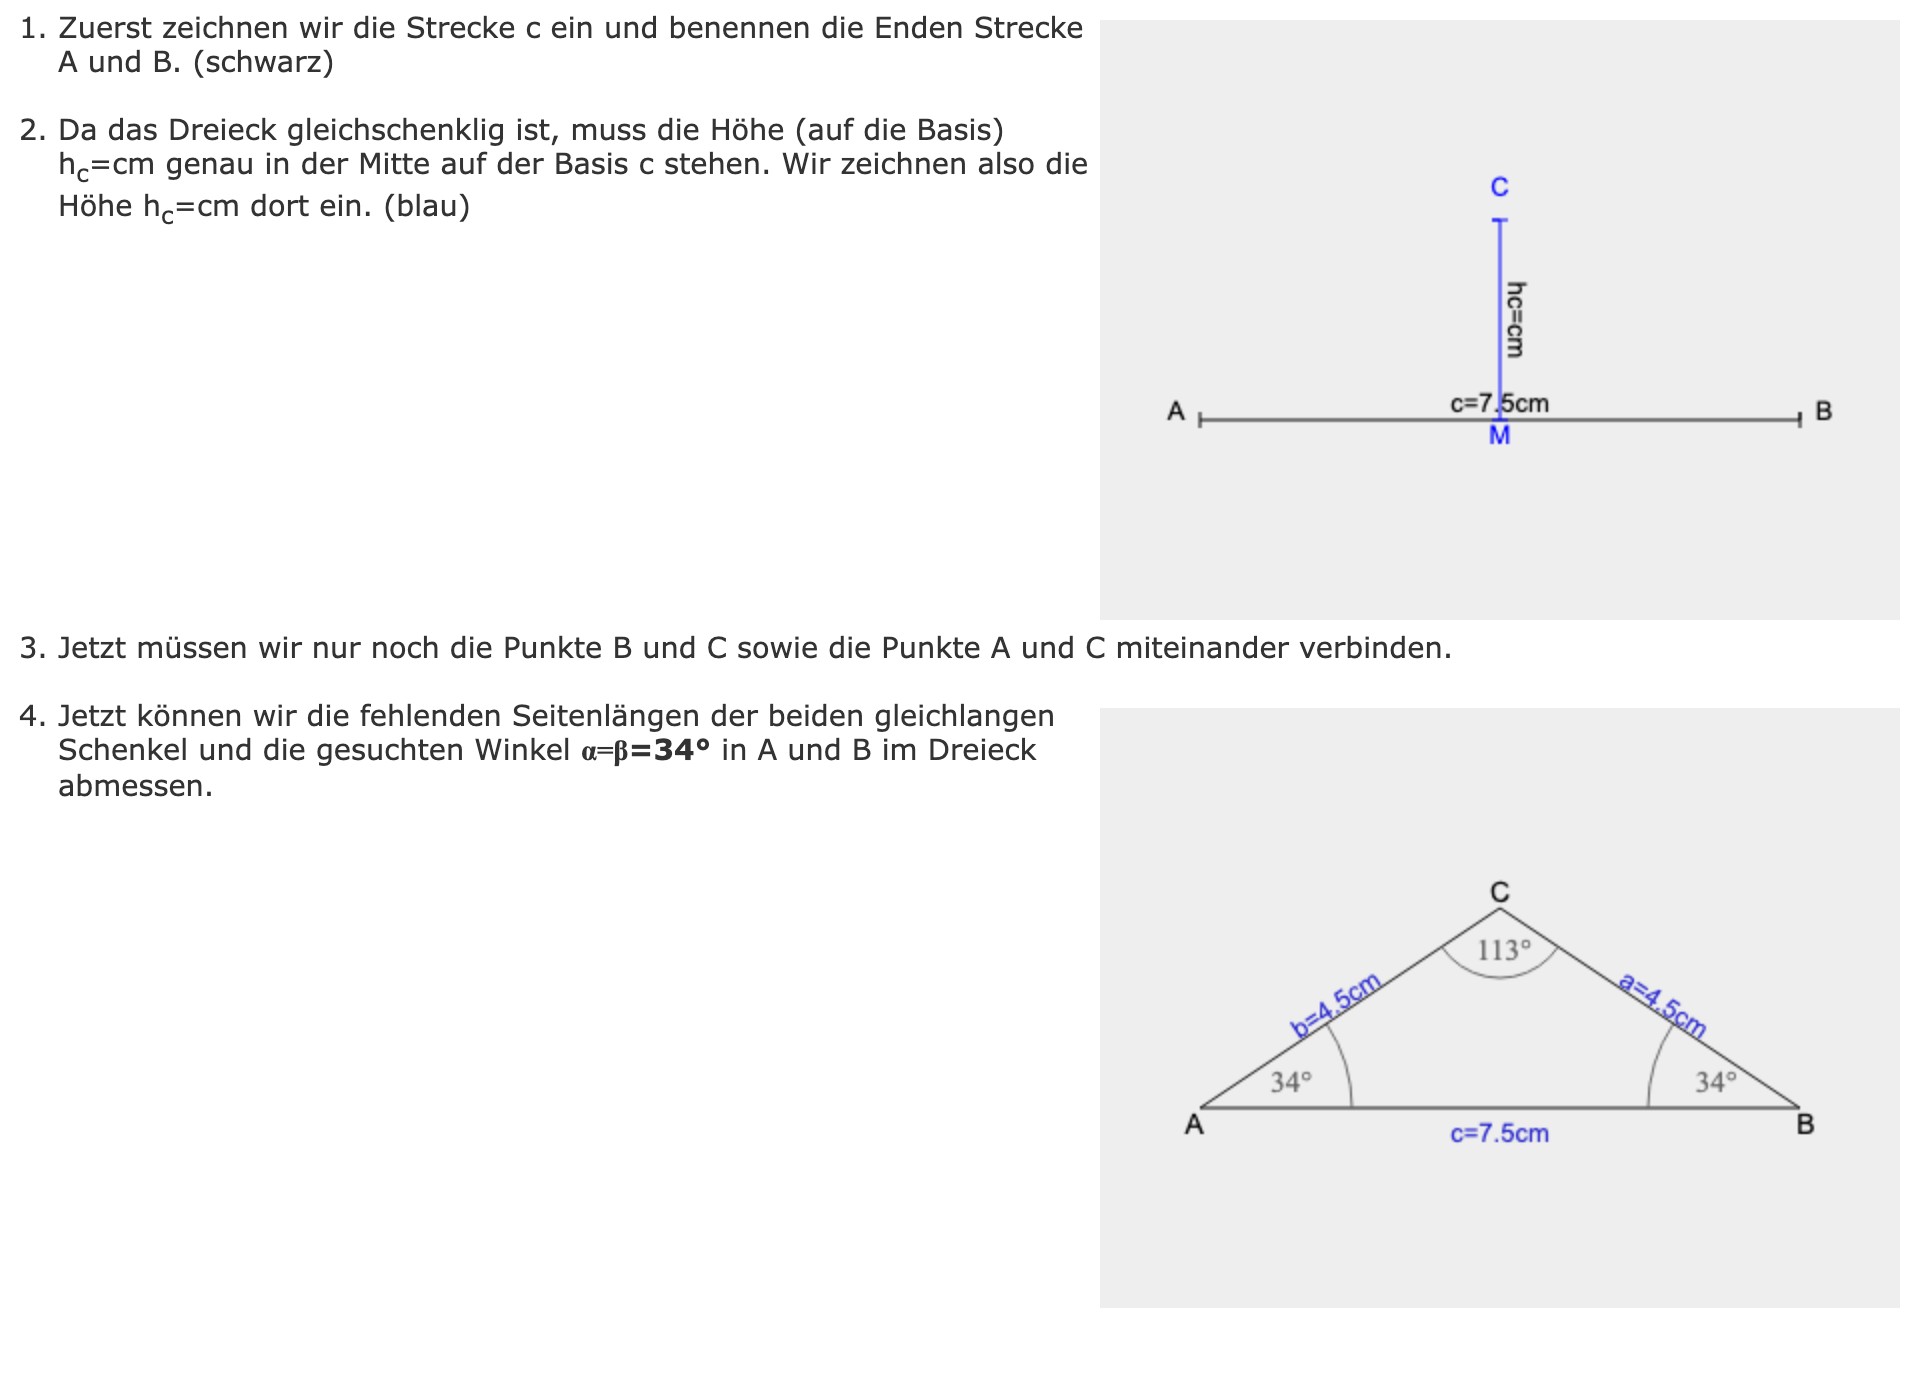 1. Zuerst zeichnen wir die Strecke c ein und benennen die Enden Strecke
A und B. (schwarz)
2. Da das Dreieck gleichschenklig ist, muss die Höhe (auf die Basis)
hc=cm genau in der Mitte auf der Basis c stehen. Wir zeichnen also die
Höhe hc=cm dort ein. (blau)
C
hc=cm
A
c=7.5cm
B
M
3. Jetzt müssen wir nur noch die Punkte B und C sowie die Punkte A und C miteinander verbinden.
4. Jetzt können wir die fehlenden Seitenlängen der beiden gleichlangen
Schenkel und die gesuchten Winkel α=β=34° in A und B im Dreieck
abmessen.
C
113°
b=4.5cm
a=4.5cm
34°
34°
A
c=7.5cm
B